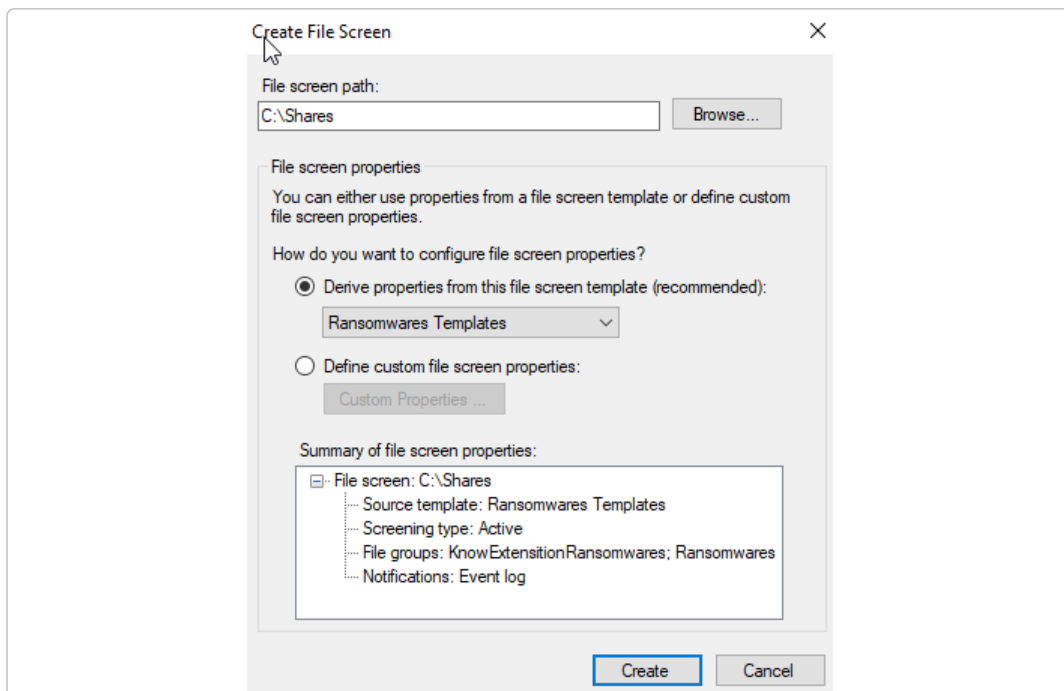 Create File Screen
File screen path:
C:\Shares
Browse...
File screen properties
You can either use properties from a file screen template or define custom
file screen properties.
How do you want to configure file screen properties?
Derive properties from this file screen template (recommended):
Ransomwares Templates
Define custom file screen properties:
Custom Properties ...
Summary of file screen properties:
File screen: C:\Shares
Source template: Ransomwares Templates
Screening type: Active
File groups: KnowExtensitionRansomwares; Ransomwares
Notifications: Event log
Create
Cancel